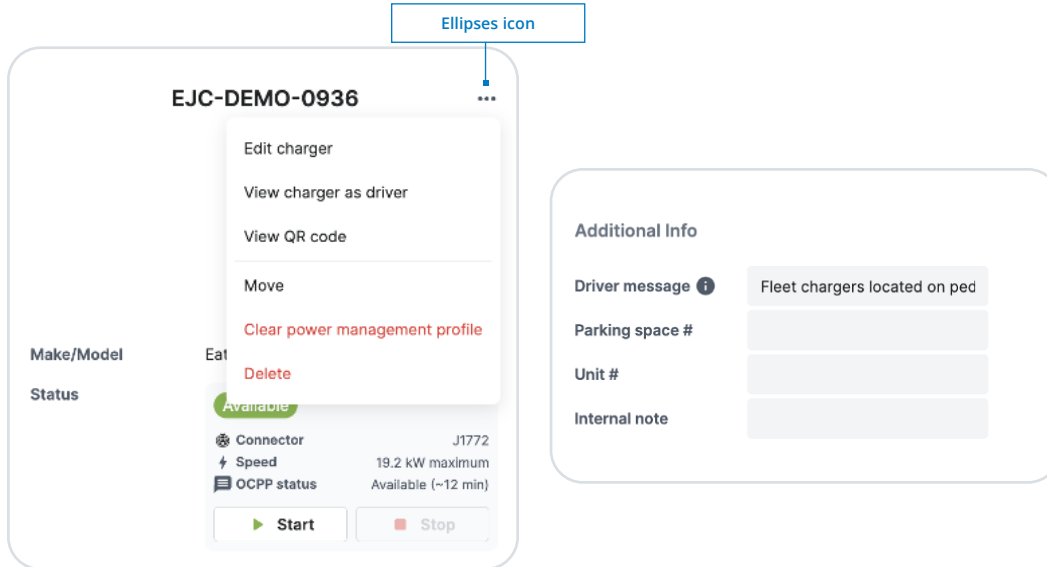 Ellipses icon
EJC-DEMO-0936
Edit charger
View charger as driver
View QR code
Move
Clear power management profile
Delete
Make/Model Eat
Status
Available
Connector J1772
Speed 19.2 kW maximum
OCPP status Available (~12 min)
Start Stop
Additional Info
Driver message Fleet chargers located on ped
Parking space #
Unit #
Internal note